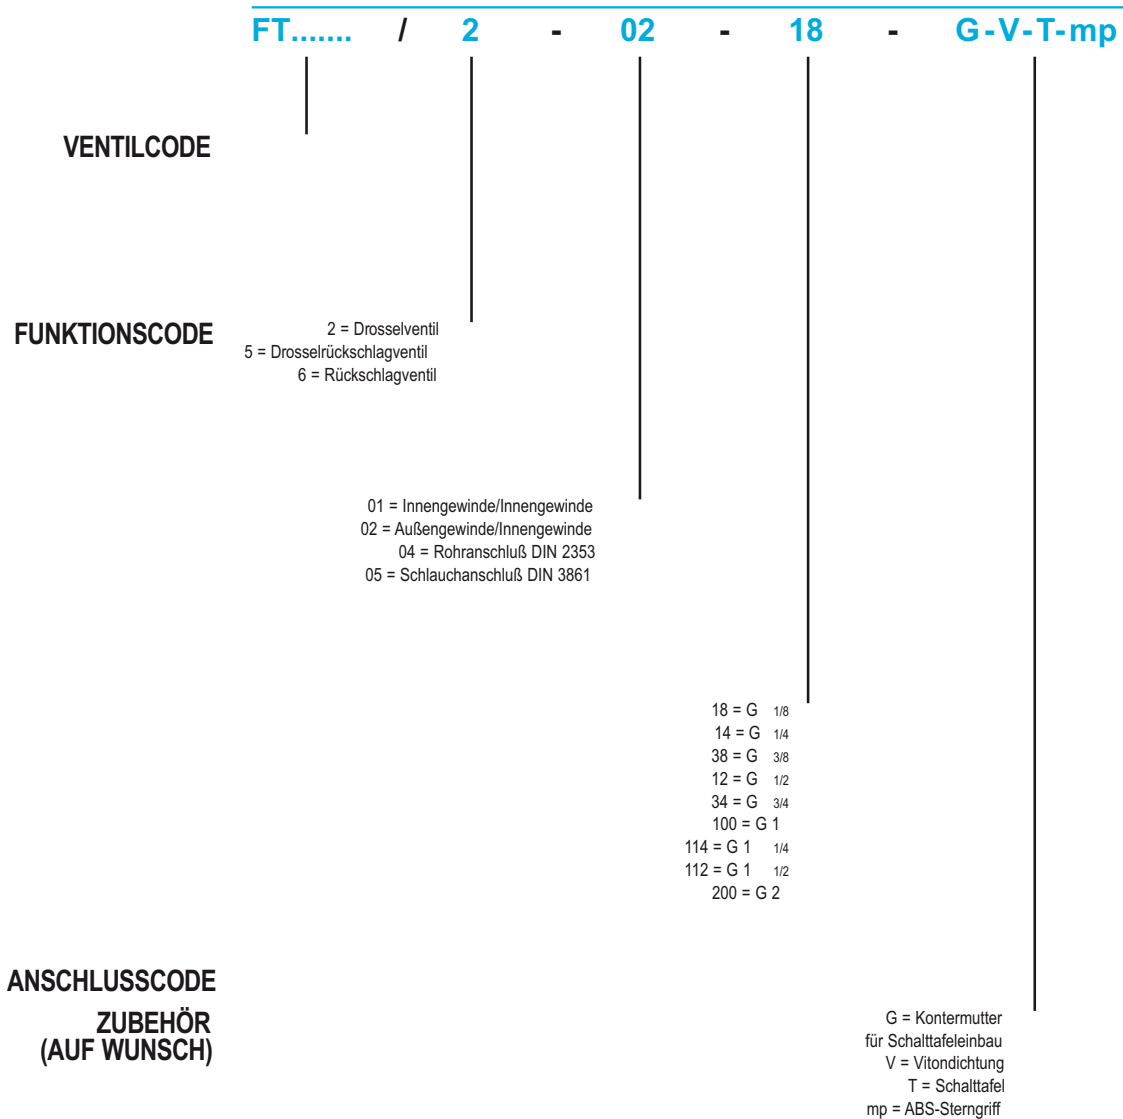 FT....... / 2 - 02 - 18 - G-V-T-mp
VENTILCODE
FUNKTIONSCODE
2 = Drosselventil
5 = Drosselrückschlagventil
6 = Rückschlagventil
01 = Innengewinde/Innengewinde
02 = Außengewinde/Innengewinde
04 = Rohranschluß DIN 2353
05 = Schlauchanschluß DIN 3861
18 = G 1/8
14 = G 1/4
38 = G 3/8
12 = G 1/2
34 = G 3/4
100 = G 1
114 = G 1 1/4
112 = G 1 1/2
200 = G 2
ANSCHLUSSCODE
ZUBEHÖR
(AUF WUNSCH)
G = Kontermutter
für Schalttafeleinbau
V = Vitondichtung
T = Schalttafel
mp = ABS-Sterngriff